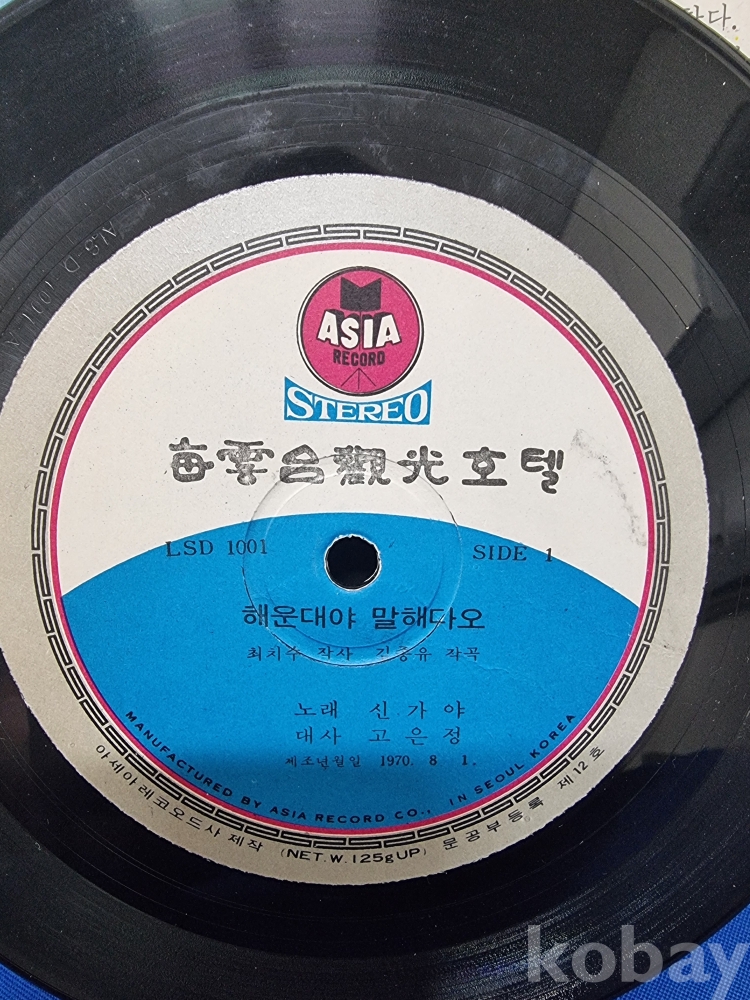 다.
ASIA
RECORD
STEREO
海雲台觀光호텔
LSD 1001
SIDE 1
해운대야 말해다오
최치수 작사 김종유 작곡
노래 신가야
대사 고은정
제조년월일 1970. 8 1.
MANUFACTURED BY ASIA RECORD CO., IN SEOUL KOREA
아세아레코오드사 제작 (NET.W.125gUP) 문공부등록 제12호
kobay